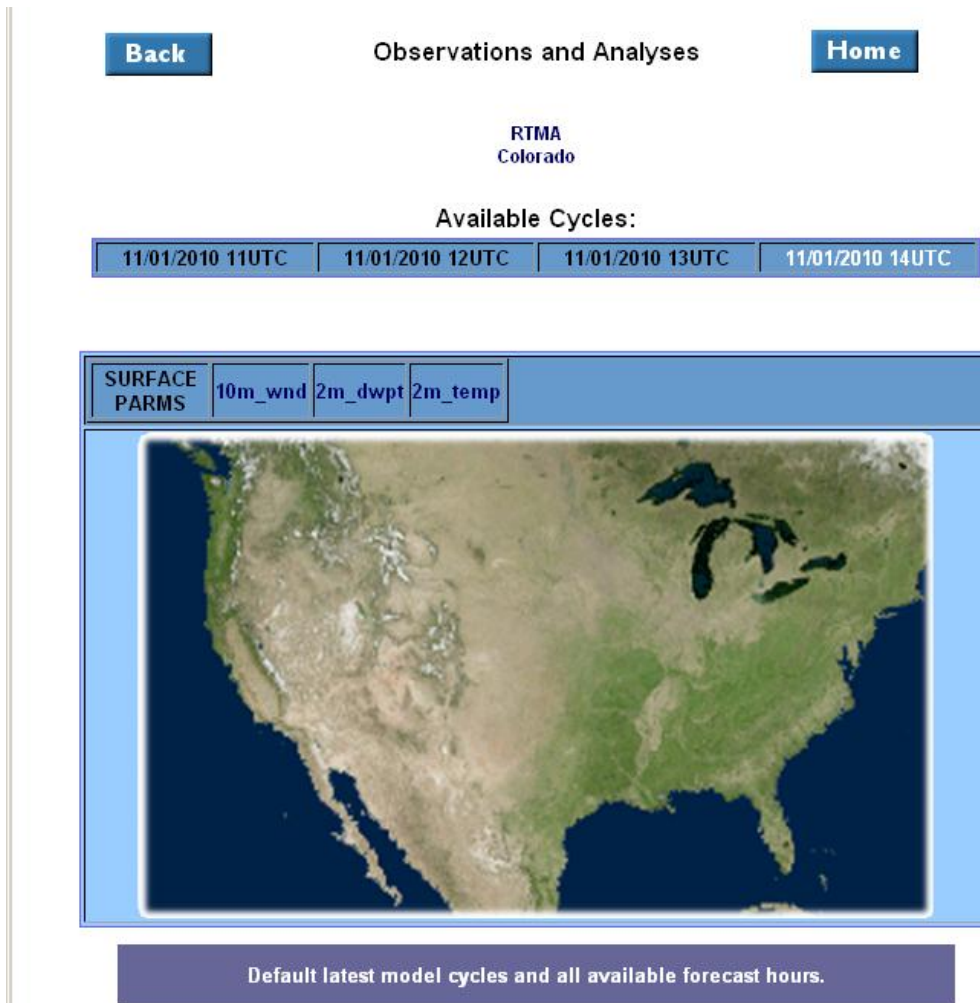 Back
Observations and Analyses
Home
RTMA
Colorado
Available Cycles:
11/01/2010 11UTC 11/01/2010 12UTC 11/01/2010 13UTC 11/01/2010 14UTC
SURFACE
PARMS
10m_wnd 2m_dwpt 2m_temp
Default latest model cycles and all available forecast hours.